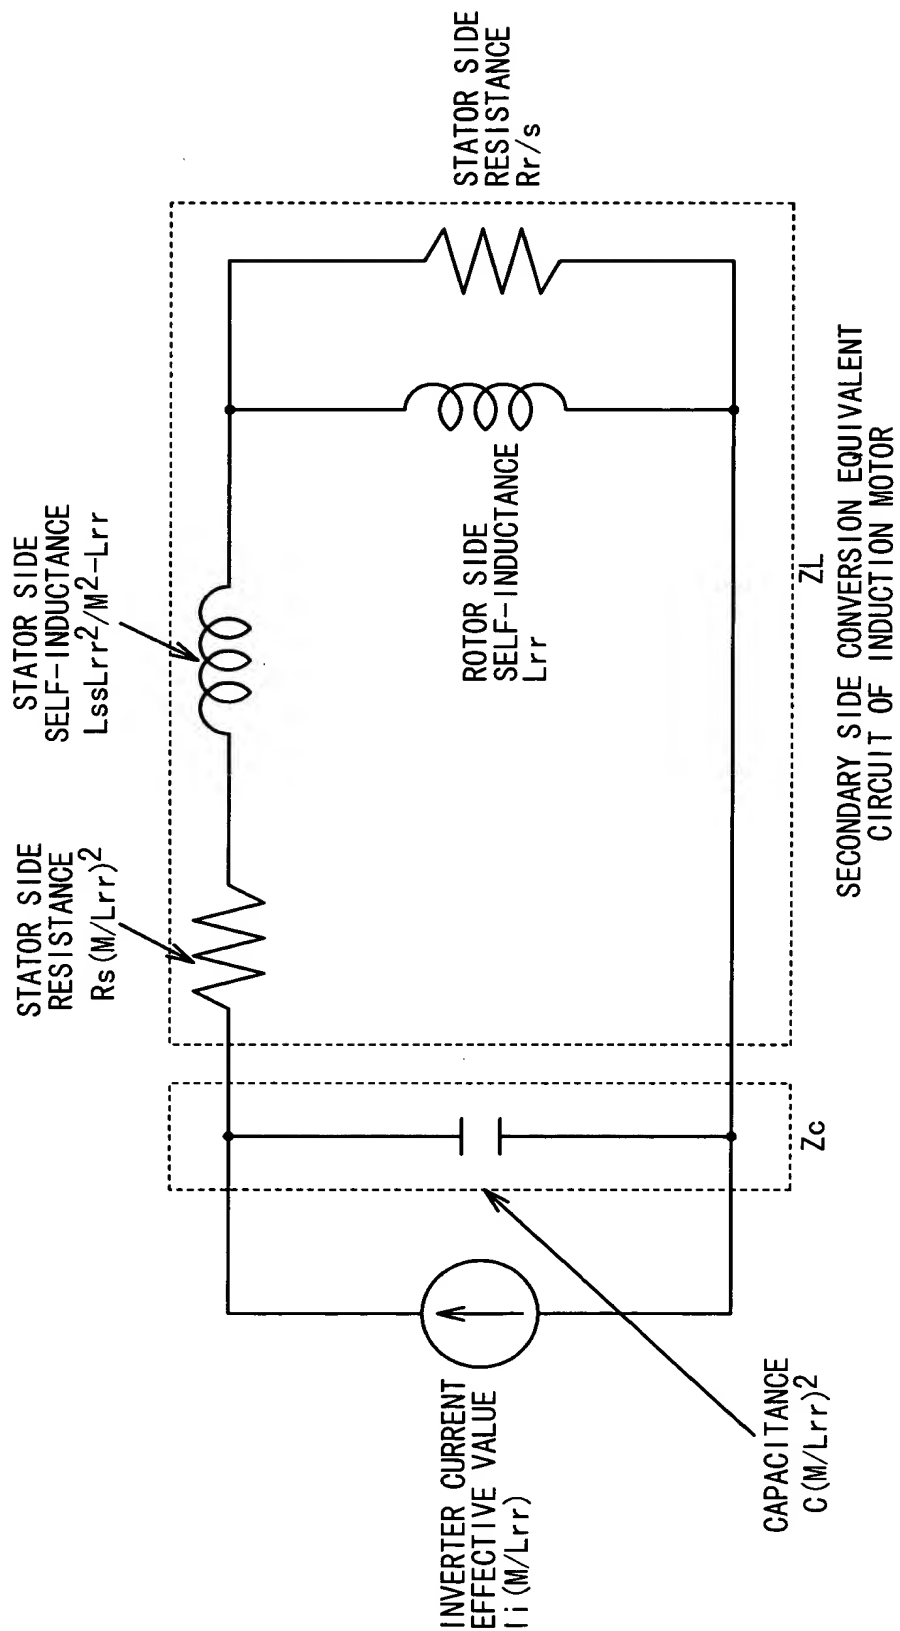 STATOR SIDE
RESISTANCE
Rs(M/Lrr)²
STATOR SIDE
SELF-INDUCTANCE
LssLrr²/M²-Lrr
STATOR SIDE
RESISTANCE
Rr/s
ROTOR SIDE
SELF-INDUCTANCE
Lrr
INVERTER CURRENT
EFFECTIVE VALUE
Ii(M/Lrr)
CAPACITANCE
C(M/Lrr)²
Zc
ZL
SECONDARY SIDE CONVERSION EQUIVALENT
CIRCUIT OF INDUCTION MOTOR